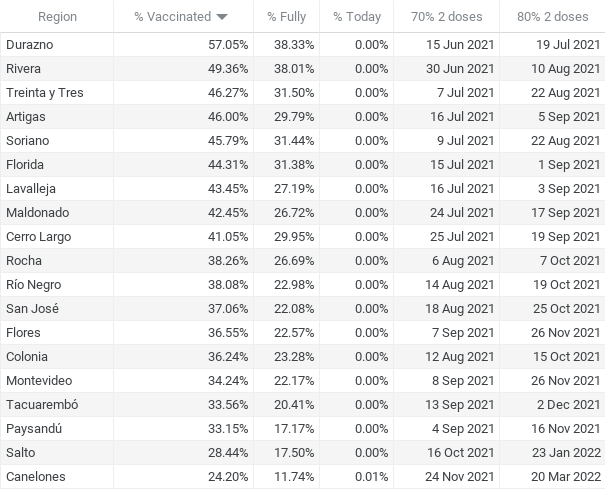 Region % Vaccinated % Fully % Today 70% 2 doses 80% 2 doses
Durazno 57.05% 38.33% 0.00% 15 Jun 2021 19 Jul 2021
Rivera 49.36% 38.01% 0.00% 30 Jun 2021 10 Aug 2021
Treinta y Tres 46.27% 31.50% 0.00% 7 Jul 2021 22 Aug 2021
Artigas 46.00% 29.79% 0.00% 16 Jul 2021 5 Sep 2021
Soriano 45.79% 31.44% 0.00% 9 Jul 2021 22 Aug 2021
Florida 44.31% 31.38% 0.00% 15 Jul 2021 1 Sep 2021
Lavalleja 43.45% 27.19% 0.00% 16 Jul 2021 3 Sep 2021
Maldonado 42.45% 26.72% 0.00% 24 Jul 2021 17 Sep 2021
Cerro Largo 41.05% 29.95% 0.00% 25 Jul 2021 19 Sep 2021
Rocha 38.26% 26.69% 0.00% 6 Aug 2021 7 Oct 2021
Río Negro 38.08% 22.98% 0.00% 14 Aug 2021 19 Oct 2021
San José 37.06% 22.08% 0.00% 18 Aug 2021 25 Oct 2021
Flores 36.55% 22.57% 0.00% 7 Sep 2021 26 Nov 2021
Colonia 36.24% 23.28% 0.00% 12 Aug 2021 15 Oct 2021
Montevideo 34.24% 22.17% 0.00% 8 Sep 2021 26 Nov 2021
Tacuarembó 33.56% 20.41% 0.00% 13 Sep 2021 2 Dec 2021
Paysandú 33.15% 17.17% 0.00% 4 Sep 2021 16 Nov 2021
Salto 28.44% 17.50% 0.00% 16 Oct 2021 23 Jan 2022
Canelones 24.20% 11.74% 0.01% 24 Nov 2021 20 Mar 2022